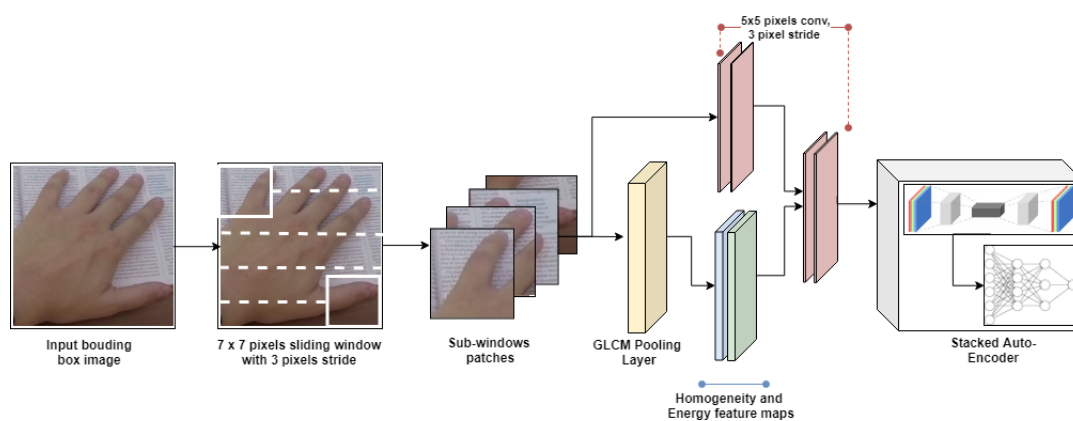 5x5 pixels conv,
3 pixel stride
Input bouding
box image
7 x 7 pixels sliding window
with 3 pixels stride
Sub-windows
patches
GLCM Pooling
Layer
Homogeneity and
Energy feature maps
Stacked Auto-
Encoder